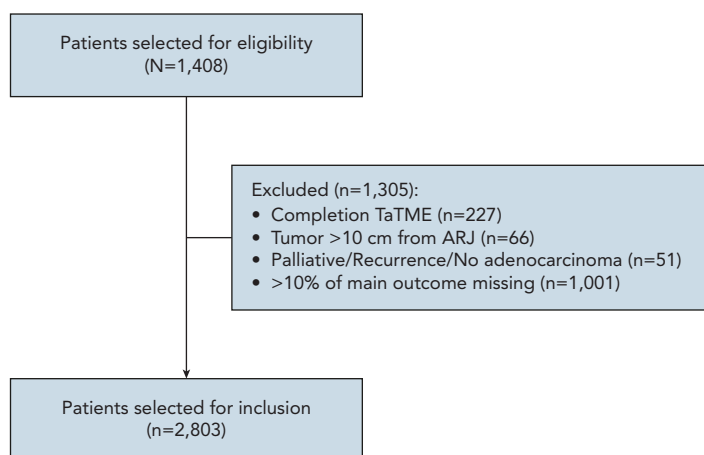 Patients selected for eligibility
(N=1,408)
Excluded (n=1,305):
• Completion TaTME (n=227)
• Tumor >10 cm from ARJ (n=66)
• Palliative/Recurrence/No adenocarcinoma (n=51)
• >10% of main outcome missing (n=1,001)
Patients selected for inclusion
(n=2,803)